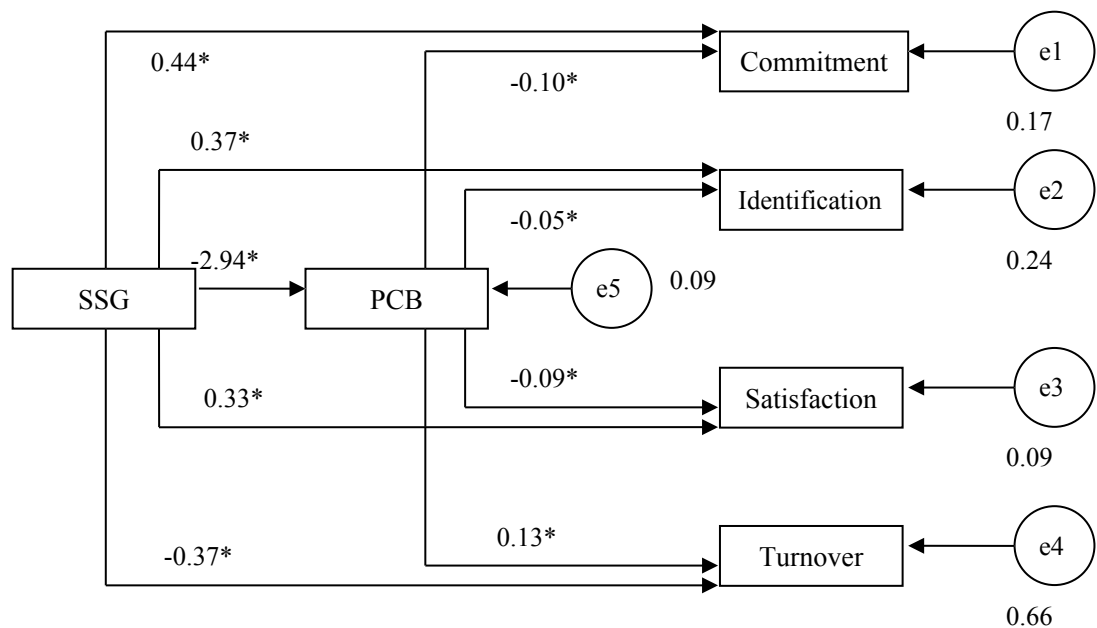 0.44*
Commitment
e1
-0.10*
0.17
0.37*
Identification
e2
-0.05*
0.24
-2.94*
SSG
PCB
e5
0.09
-0.09*
0.33*
Satisfaction
e3
0.09
0.13*
-0.37*
Turnover
e4
0.66